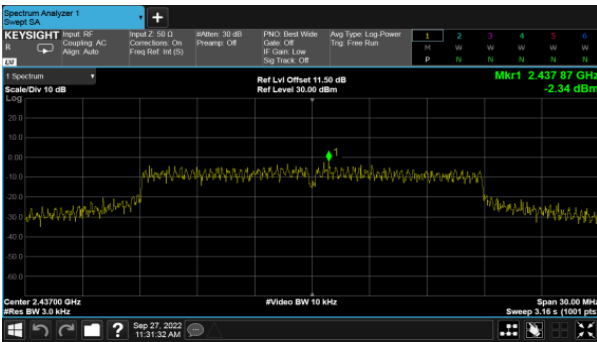 Spectrum Analyzer 1
Swept SA
+
KEYSIGHT Input: RF Input Z: 50 Ω #Atten: 30 dB PNO: Best Wide Avg Type: Log-Power 1 2 3 4 5 6
R Coupling: AC Corrections: On Preamp: Off Gate: Off Trig: Free Run M W W W W W
Align: Auto Freq Ref: Int (S) IF Gain: Low P N N N N N
Sig Track: Off
1 Spectrum Ref Lvl Offset 11.50 dB Mkr1 2.437 87 GHz
Scale/Div 10 dB Ref Level 30.00 dBm -2.34 dBm
Log
20.0
10.0
1
0.00
-10.0
-20.0
-30.0
-40.0
-50.0
-60.0
Center 2.43700 GHz #Video BW 10 kHz Span 30.00 MHz
#Res BW 3.0 kHz Sweep 3.16 s (1001 pts)
? Sep 27, 2022
11:31:32 AM